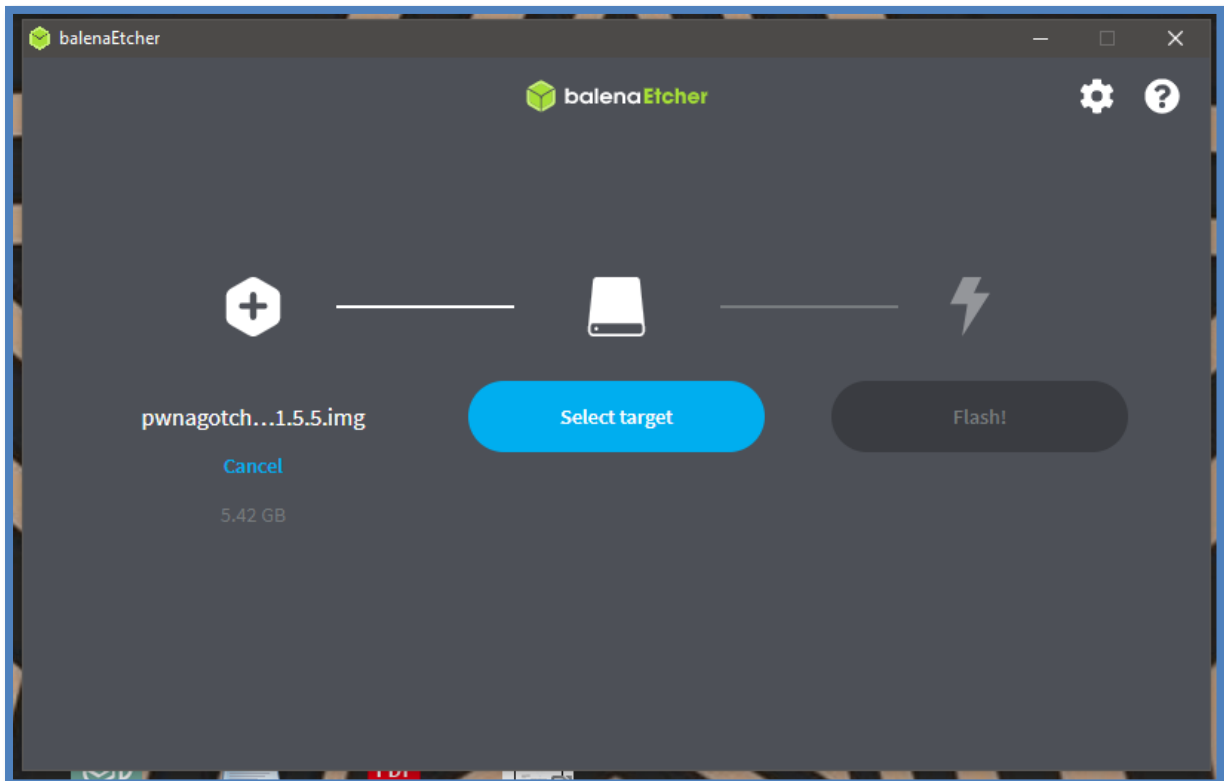 balenaEtcher
balenaEtcher
pwnagotch...1.5.5.img
Select target
Flash!
Cancel
5.42 GB